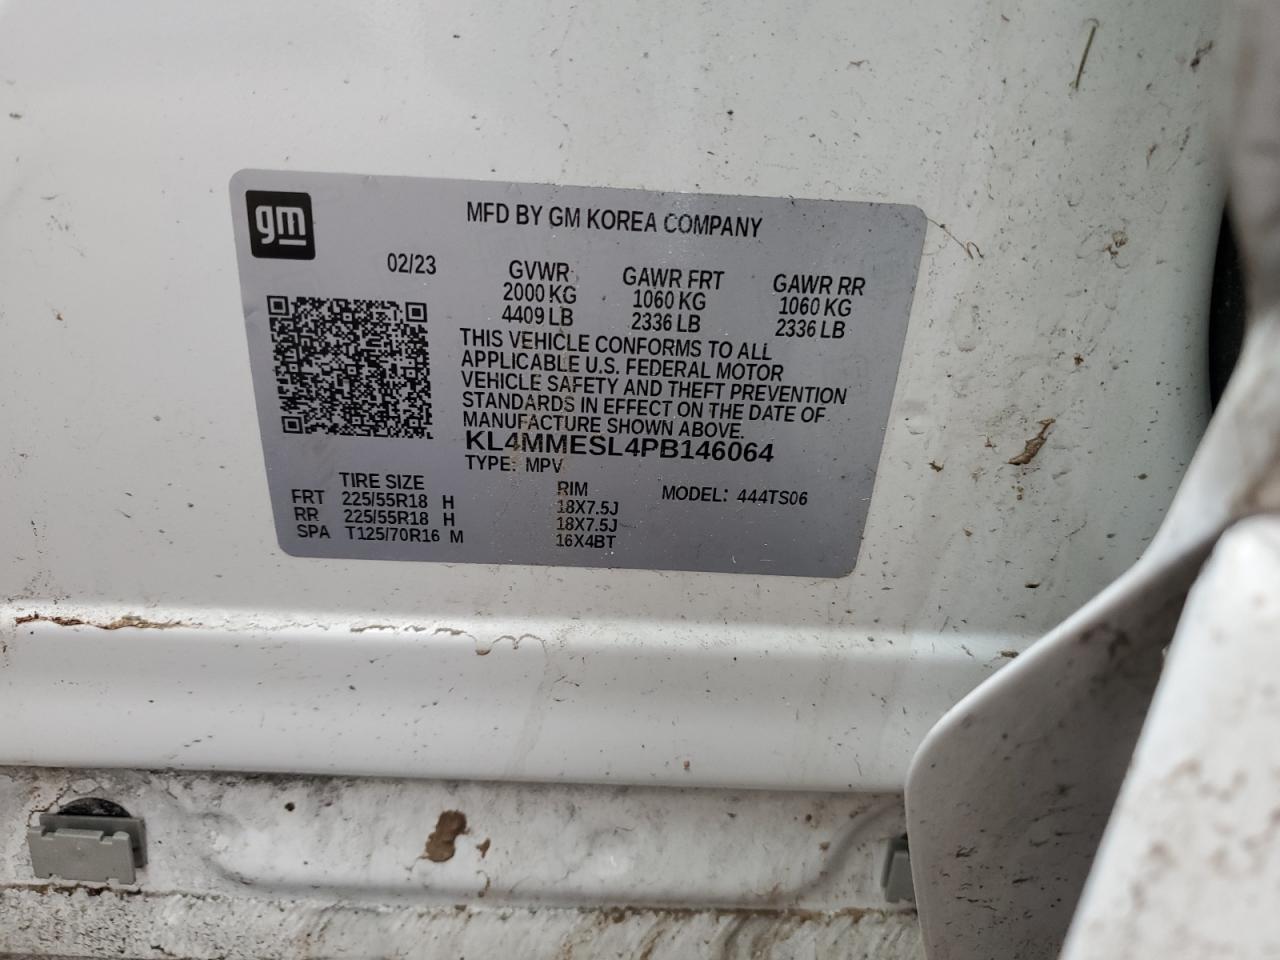 gm
MFD BY GM KOREA COMPANY
02/23
GVWR GAWR FRT GAWR RR
2000 KG 1060 KG 1060 KG
4409 LB 2336 LB 2336 LB
THIS VEHICLE CONFORMS TO ALL
APPLICABLE U.S. FEDERAL MOTOR
VEHICLE SAFETY AND THEFT PREVENTION
STANDARDS IN EFFECT ON THE DATE OF
MANUFACTURE SHOWN ABOVE.
KL4MMESL4PB146064
TYPE: MPV
TIRE SIZE RIM MODEL: 444TS06
FRT 225/55R18 H 18X7.5J
RR 225/55R18 H 18X7.5J
SPA T125/70R16 M 16X4BT